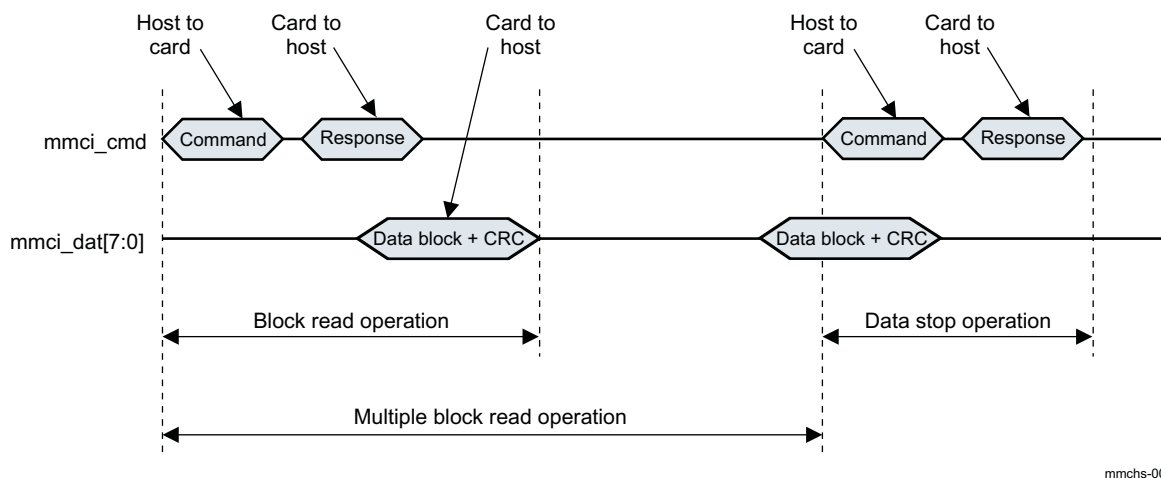 Host to
card
Card to
host
Card to
host
Host to
card
Card to
host
mmci_cmd
Command
Response
Command
Response
mmci_dat[7:0]
Data block + CRC
Data block + CRC
Block read operation
Data stop operation
Multiple block read operation